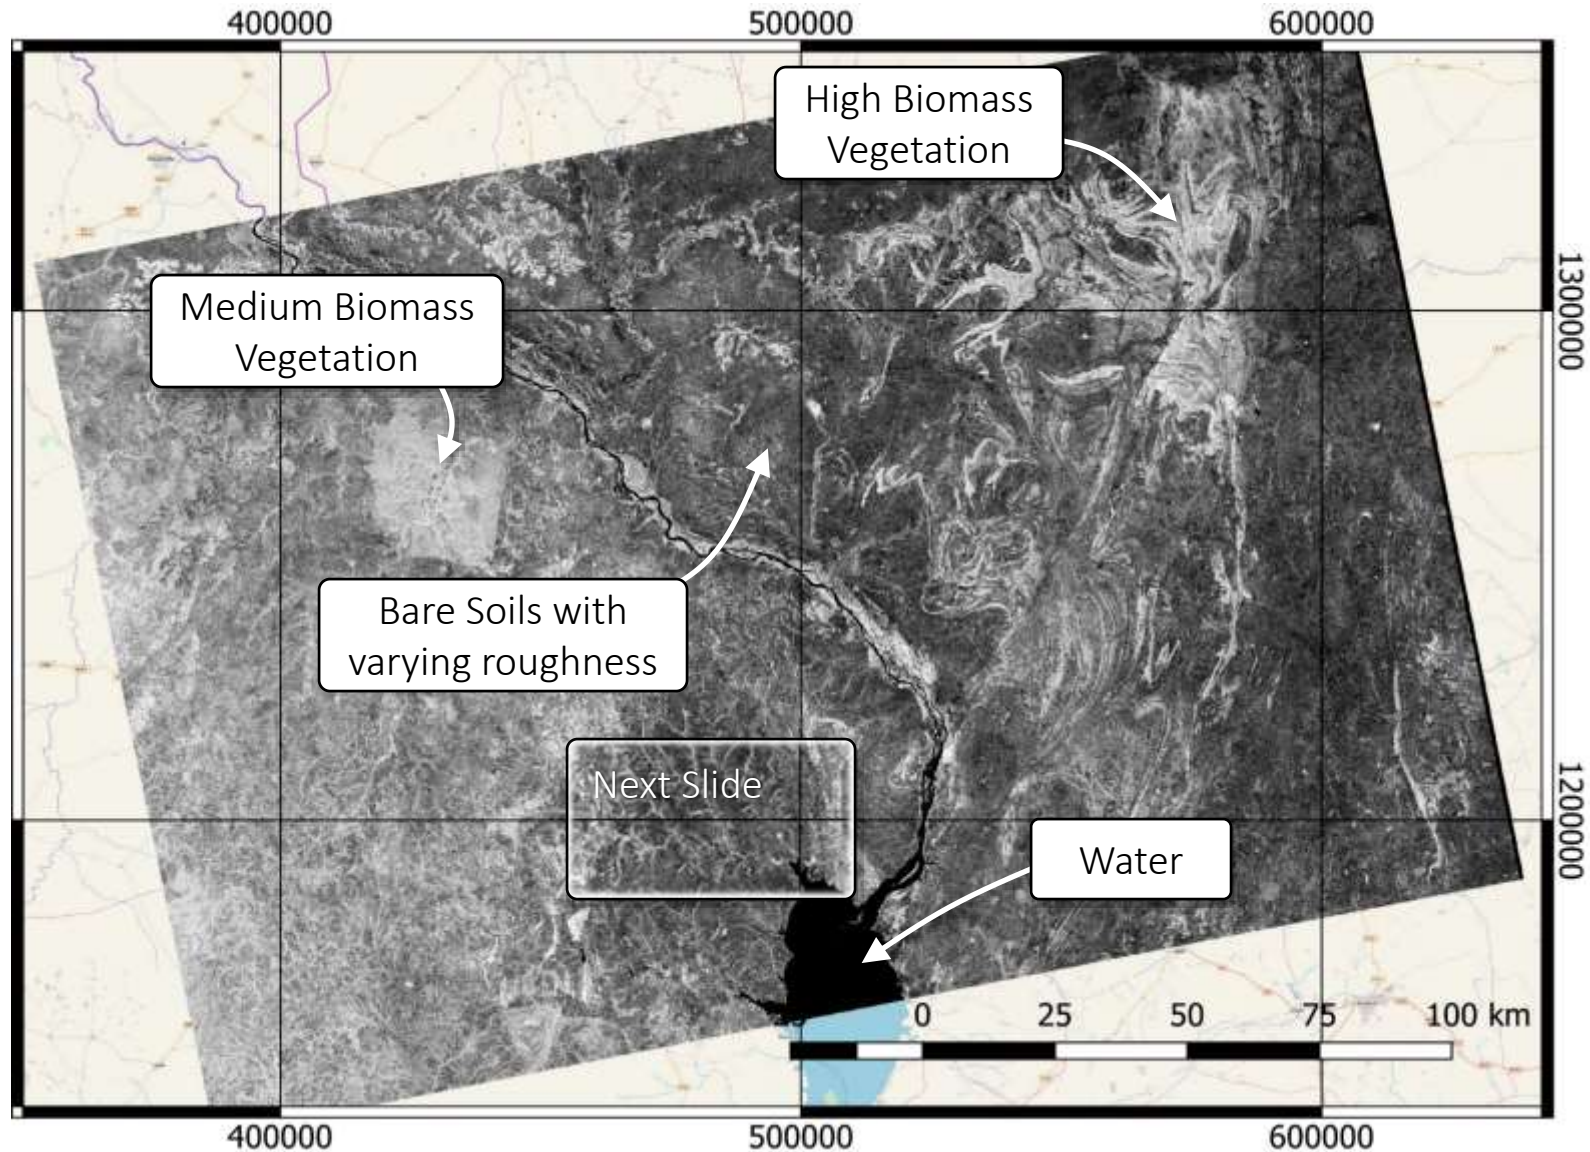 400000 500000 600000
High Biomass
Vegetation
1300000
Medium Biomass
Vegetation
Bare Soils with
varying roughness
Next Slide
1200000
Water
0 25 50 75 100 km
400000 500000 600000